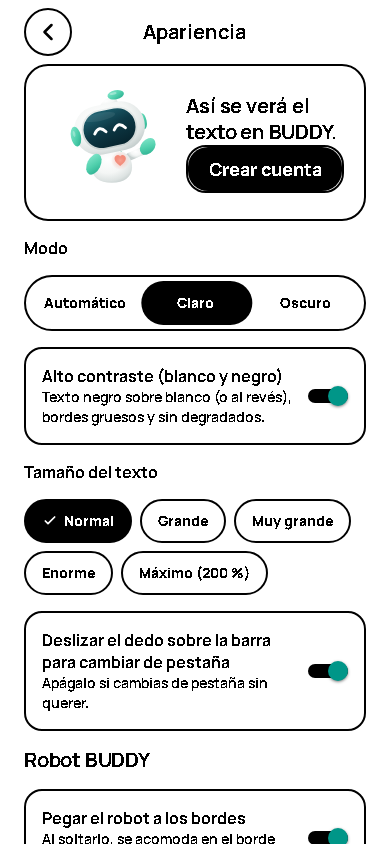 Apariencia
Así se verá el
texto en BUDDY.
Crear cuenta
Modo
Automático
Claro
Oscuro
Alto contraste (blanco y negro)
Texto negro sobre blanco (o al revés),
bordes gruesos y sin degradados.
Tamaño del texto
Normal
Grande
Muy grande
Enorme
Máximo (200 %)
Deslizar el dedo sobre la barra
para cambiar de pestaña
Apágalo si cambias de pestaña sin
querer.
Robot BUDDY
Pegar el robot a los bordes
Al soltarlo, se acomoda en el borde